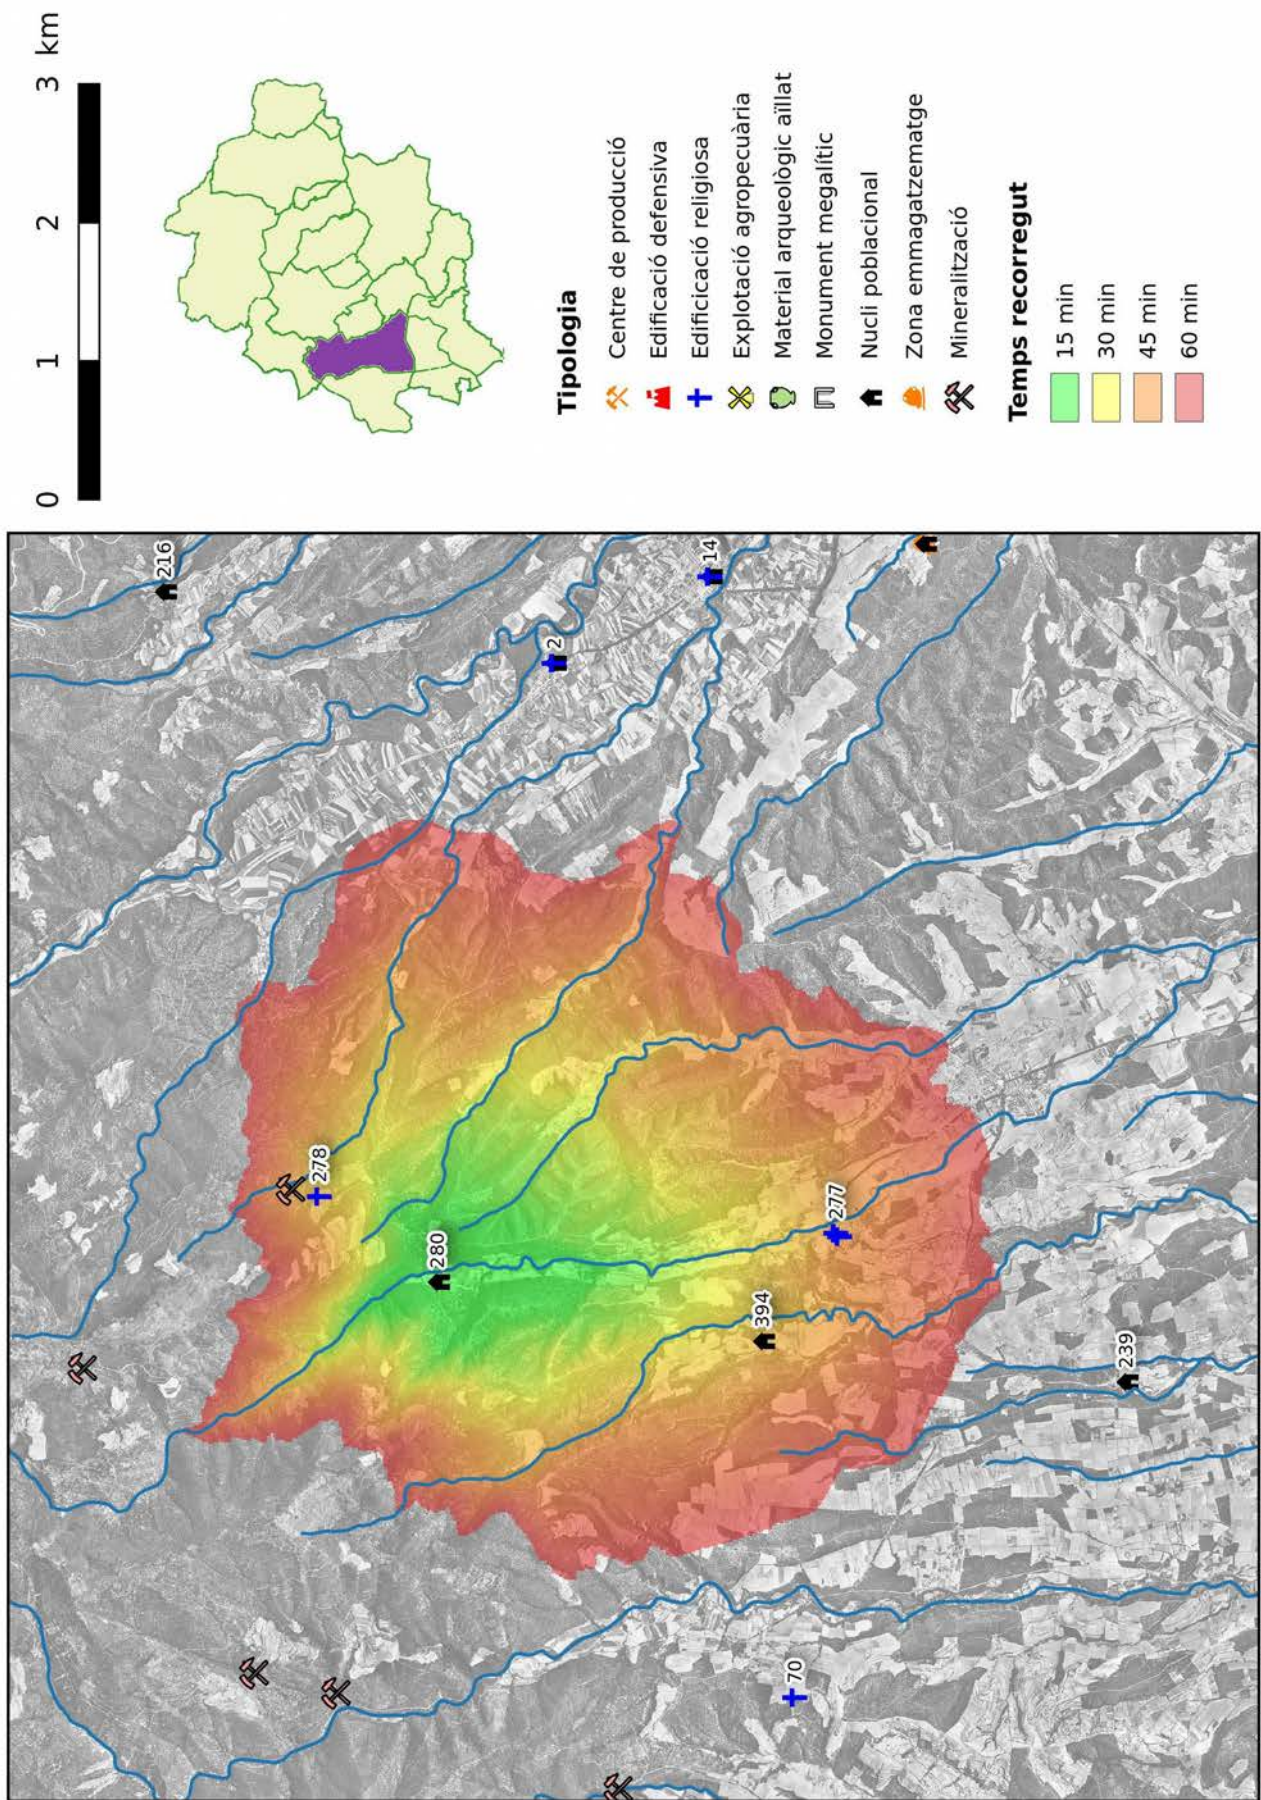 0 1 2 3 km
Tipologia
Centre de producció
Edificació defensiva
Edificicació religiosa
Explotació agropecuària
Material arqueològic aïllat
Monument megalític
Nucli poblacional
Zona emmagatzematge
Mineralització
Temps recorregut
15 min
30 min
45 min
60 min
216
14
2
278
280
277
394
239
70